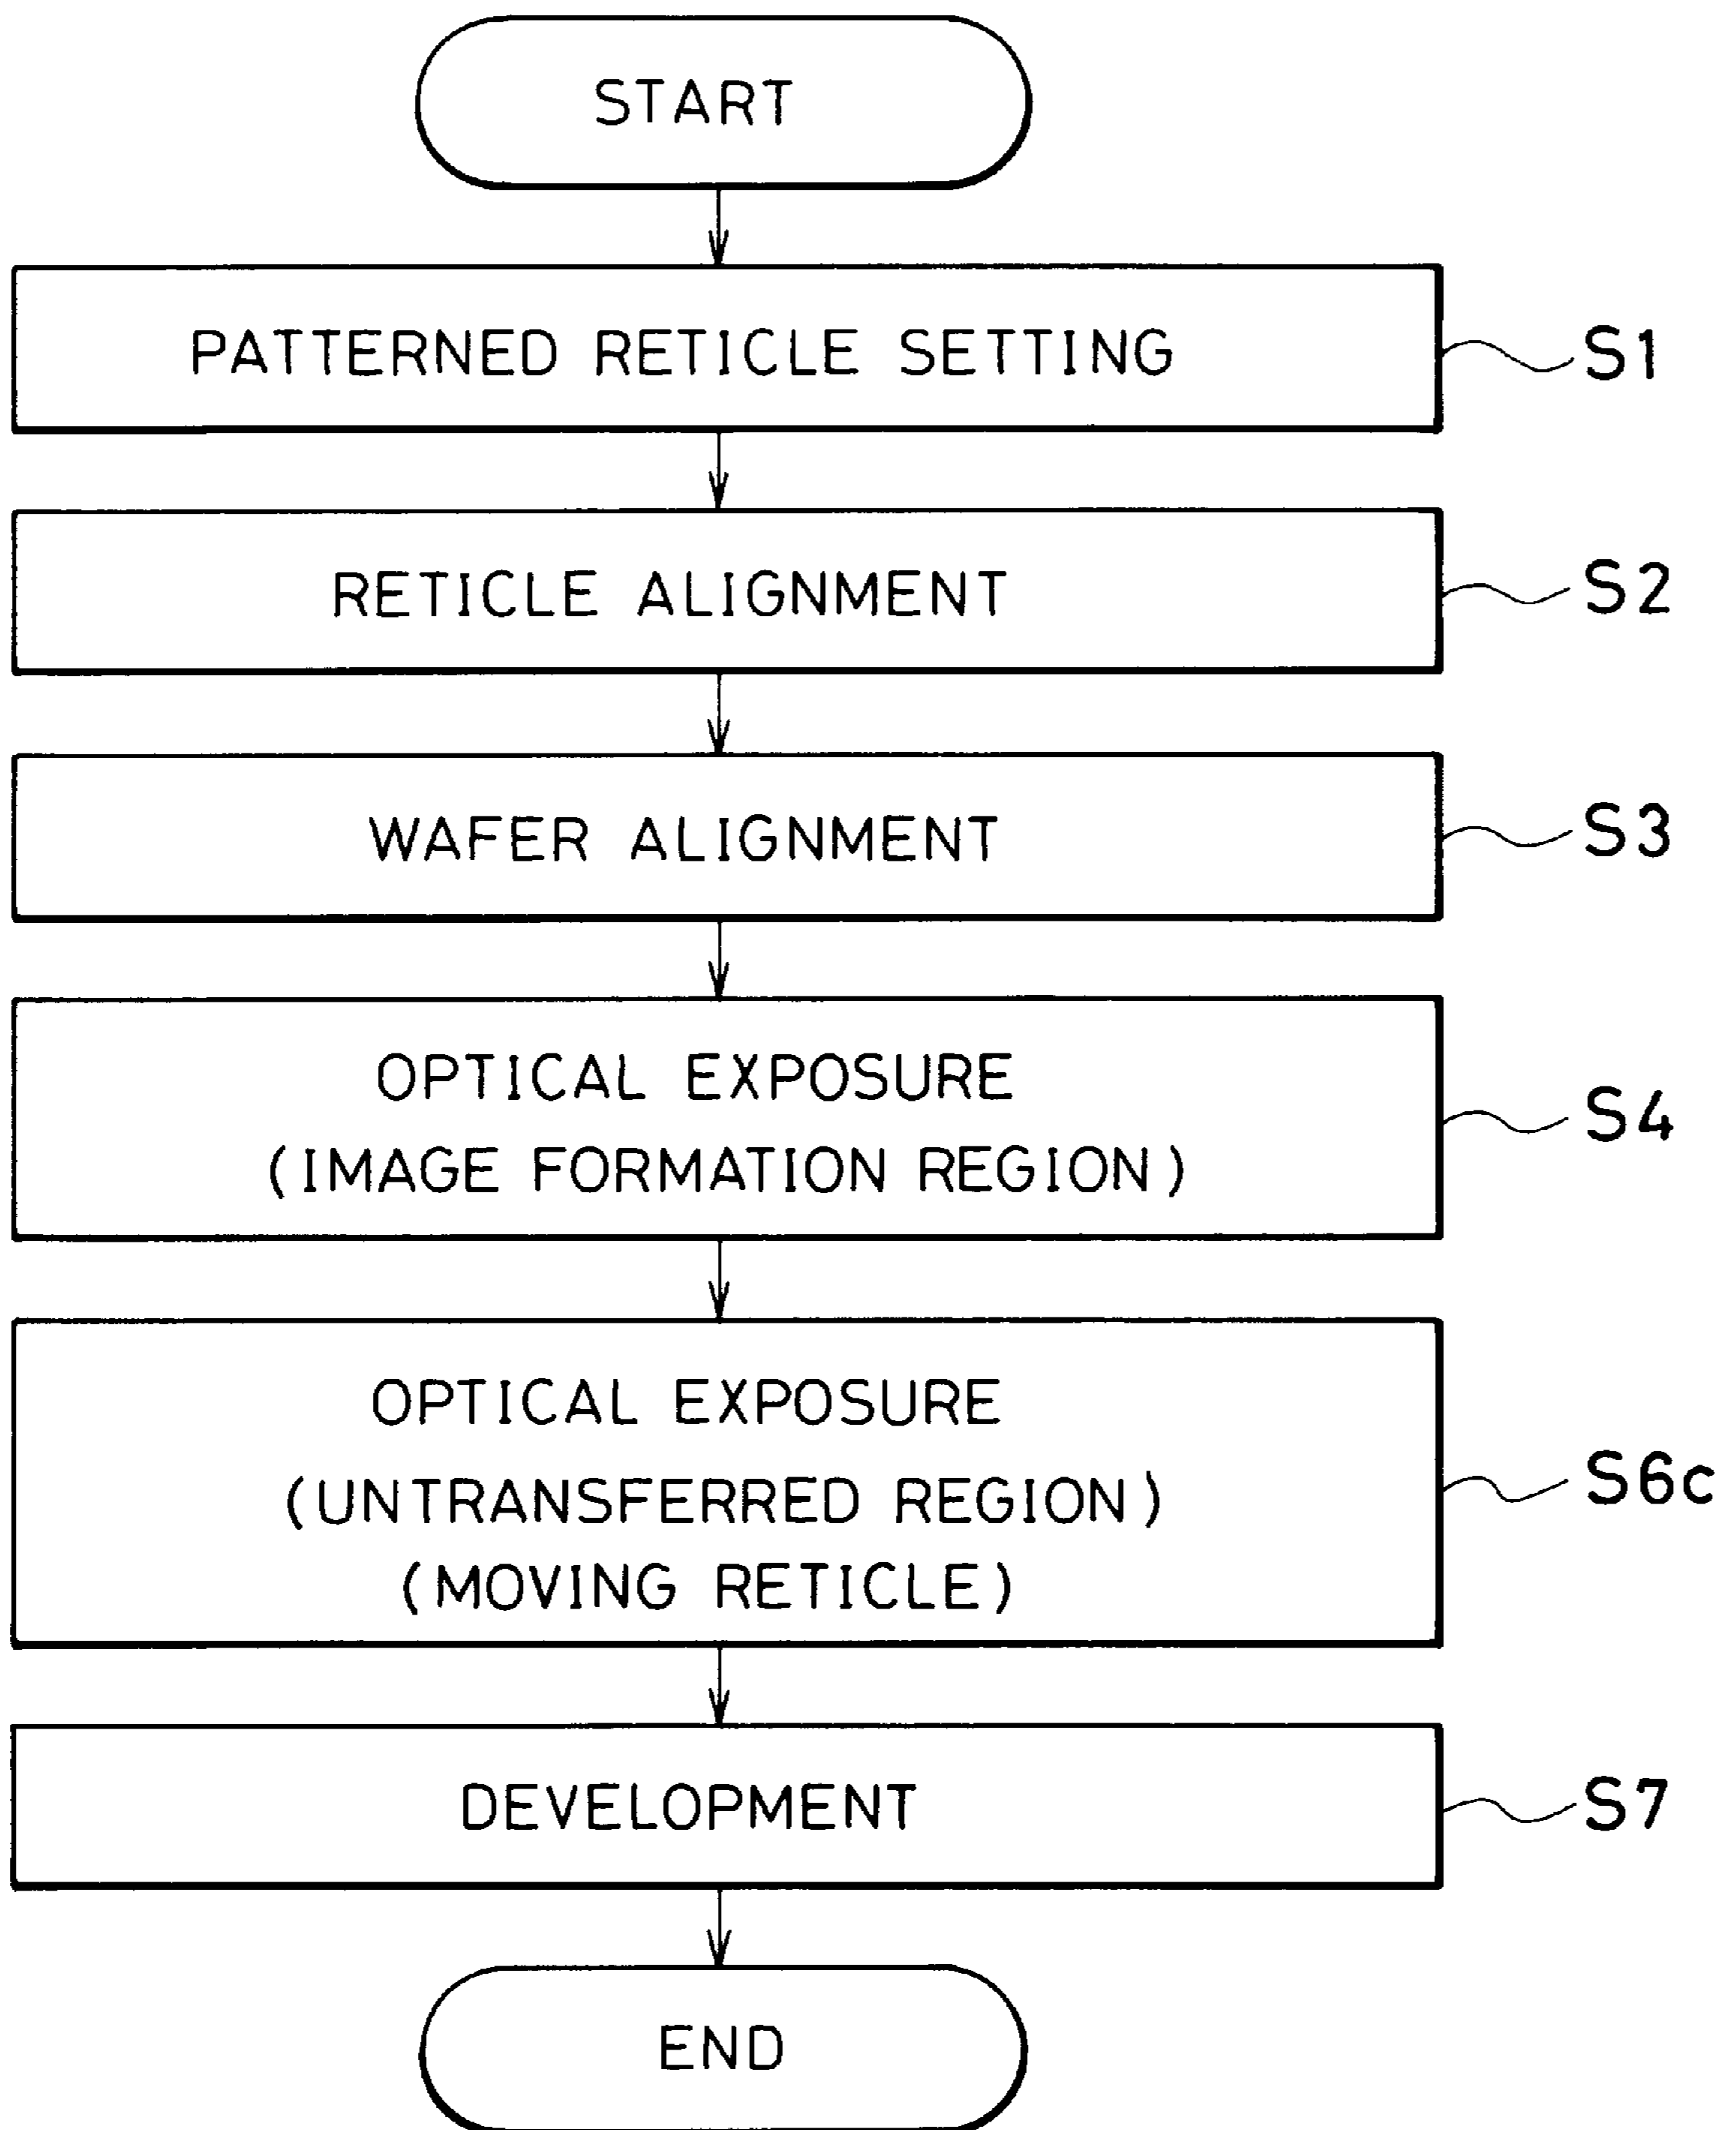 START
PATTERNED RETICLE SETTING
S1
RETICLE ALIGNMENT
S2
WAFER ALIGNMENT
S3
OPTICAL EXPOSURE
(IMAGE FORMATION REGION)
S4
OPTICAL EXPOSURE
(UNTRANSFERRED REGION)
(MOVING RETICLE)
S6c
DEVELOPMENT
S7
END